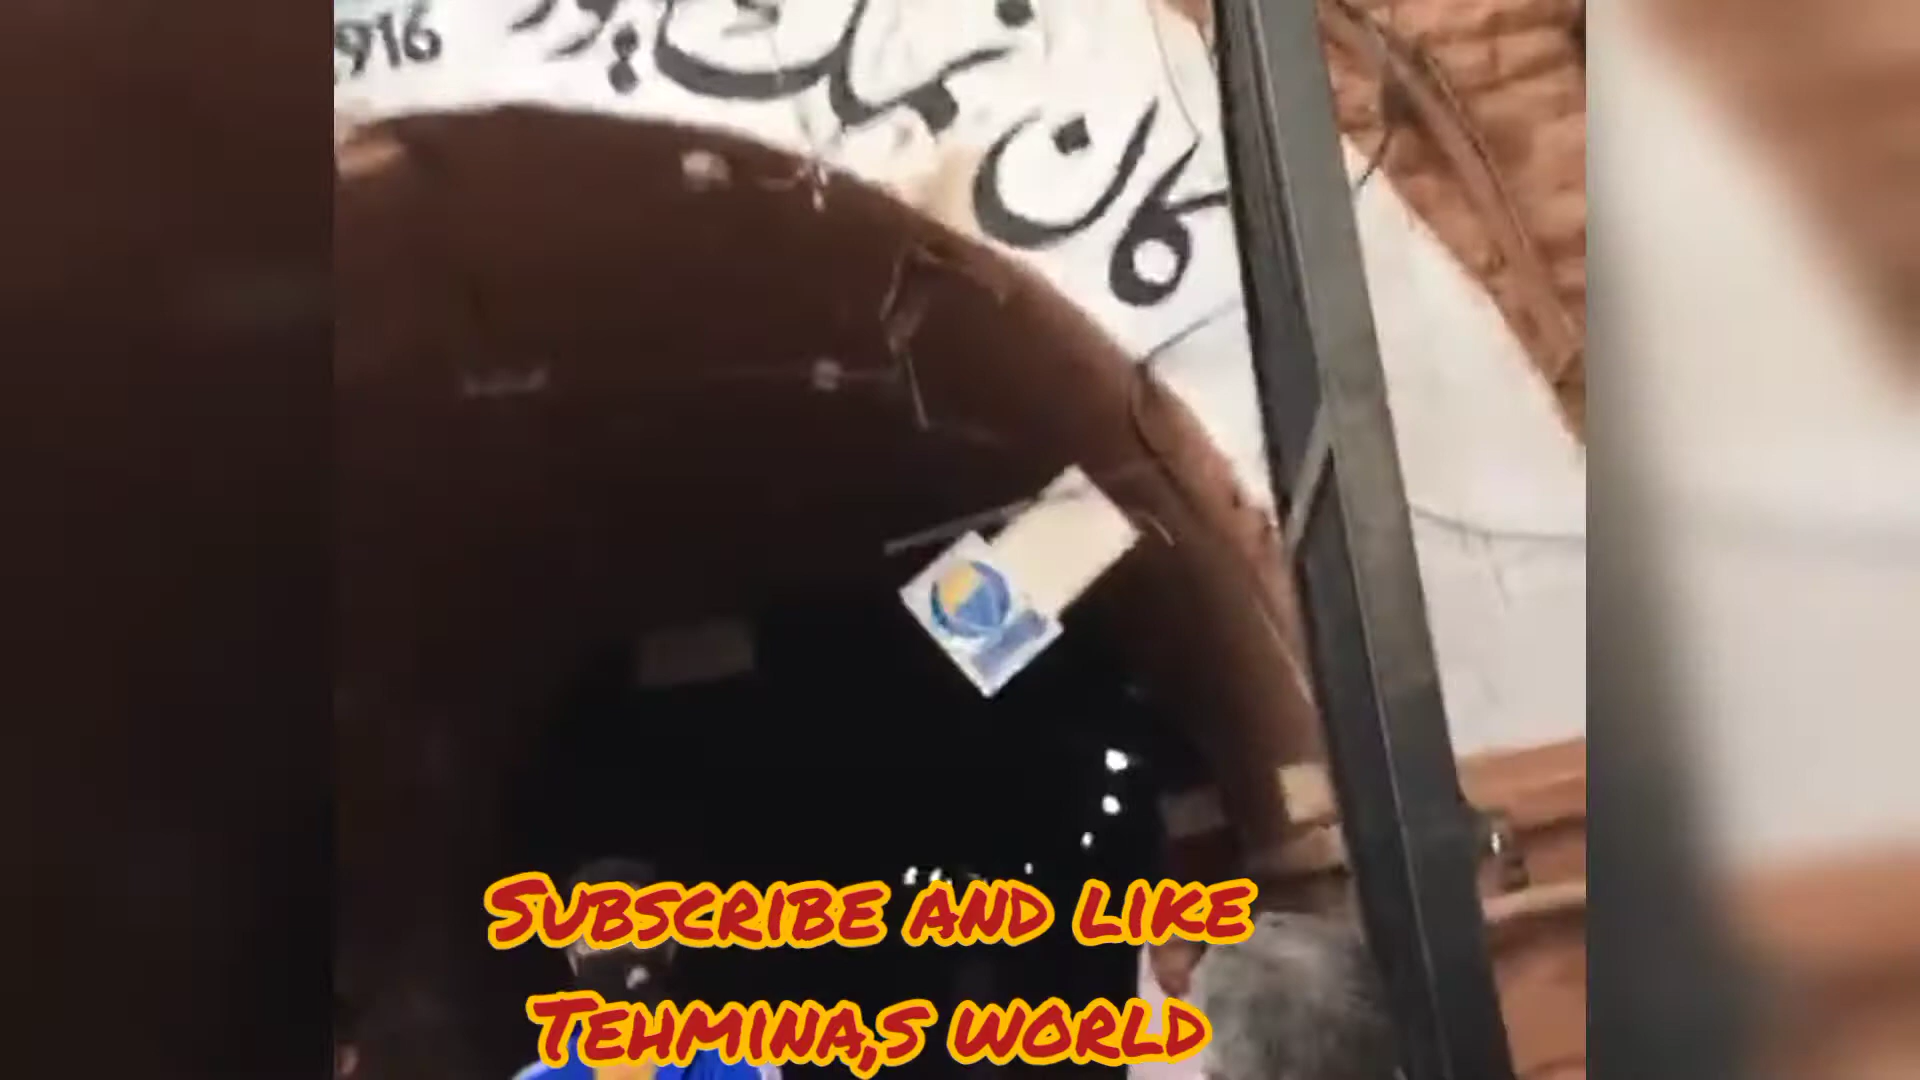 کان نمک
916
Subscribe and like
Tehmina,s world